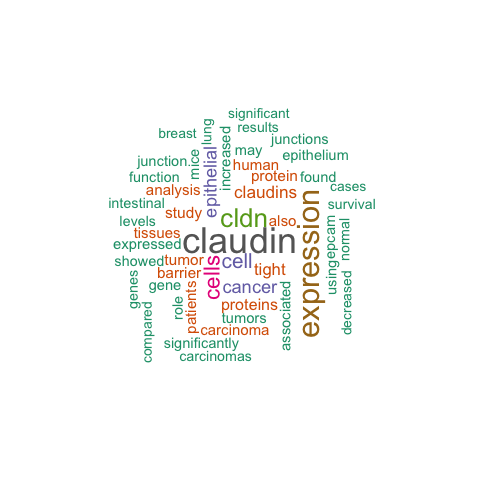 significant
results
breast
lung
increased
junctions
may
epithelium
junction
mice
epithelial
human
protein
found
function
analysis
claudins
cases
intestinal
study
cldn
also
expression
survival
levels
tissues
claudin
usingepcam
normal
expressed
showed
tumor
cells
cell
tight
barrier
genes
gene
cancer
decreased
role
patients
proteins
associated
tumors
compared
carcinoma
significantly
carcinomas